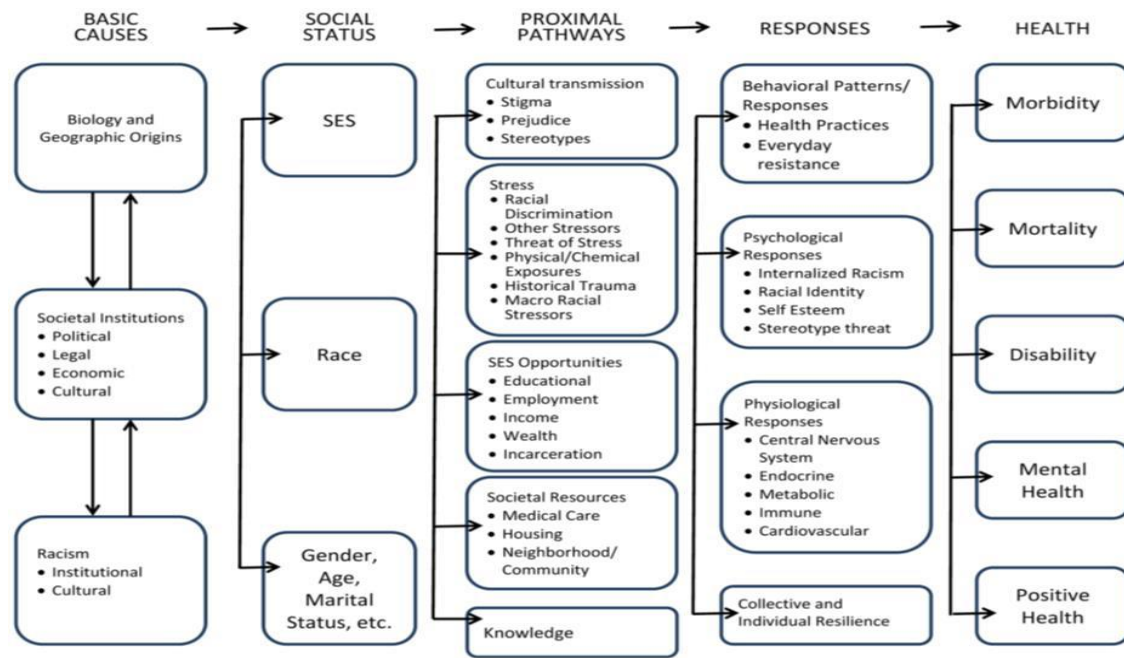 BASIC
CAUSES
SOCIAL
STATUS
PROXIMAL
PATHWAYS
RESPONSES
HEALTH
Biology and
Geographic Origins
Societal Institutions
• Political
• Legal
• Economic
• Cultural
Racism
• Institutional
• Cultural
SES
Race
Gender,
Age,
Marital
Status, etc.
Cultural transmission
• Stigma
• Prejudice
• Stereotypes
Stress
• Racial
Discrimination
• Other Stressors
• Threat of Stress
• Physical/Chemical
Exposures
• Historical Trauma
• Macro Racial
Stressors
SES Opportunities
• Educational
• Employment
• Income
• Wealth
• Incarceration
Societal Resources
• Medical Care
• Housing
• Neighborhood/
Community
Knowledge
Behavioral Patterns/
Responses
• Health Practices
• Everyday
resistance
Psychological
Responses
• Internalized Racism
• Racial Identity
• Self Esteem
• Stereotype threat
Physiological
Responses
• Central Nervous
System
• Endocrine
• Metabolic
• Immune
• Cardiovascular
Collective and
Individual Resilience
Morbidity
Mortality
Disability
Mental
Health
Positive
Health